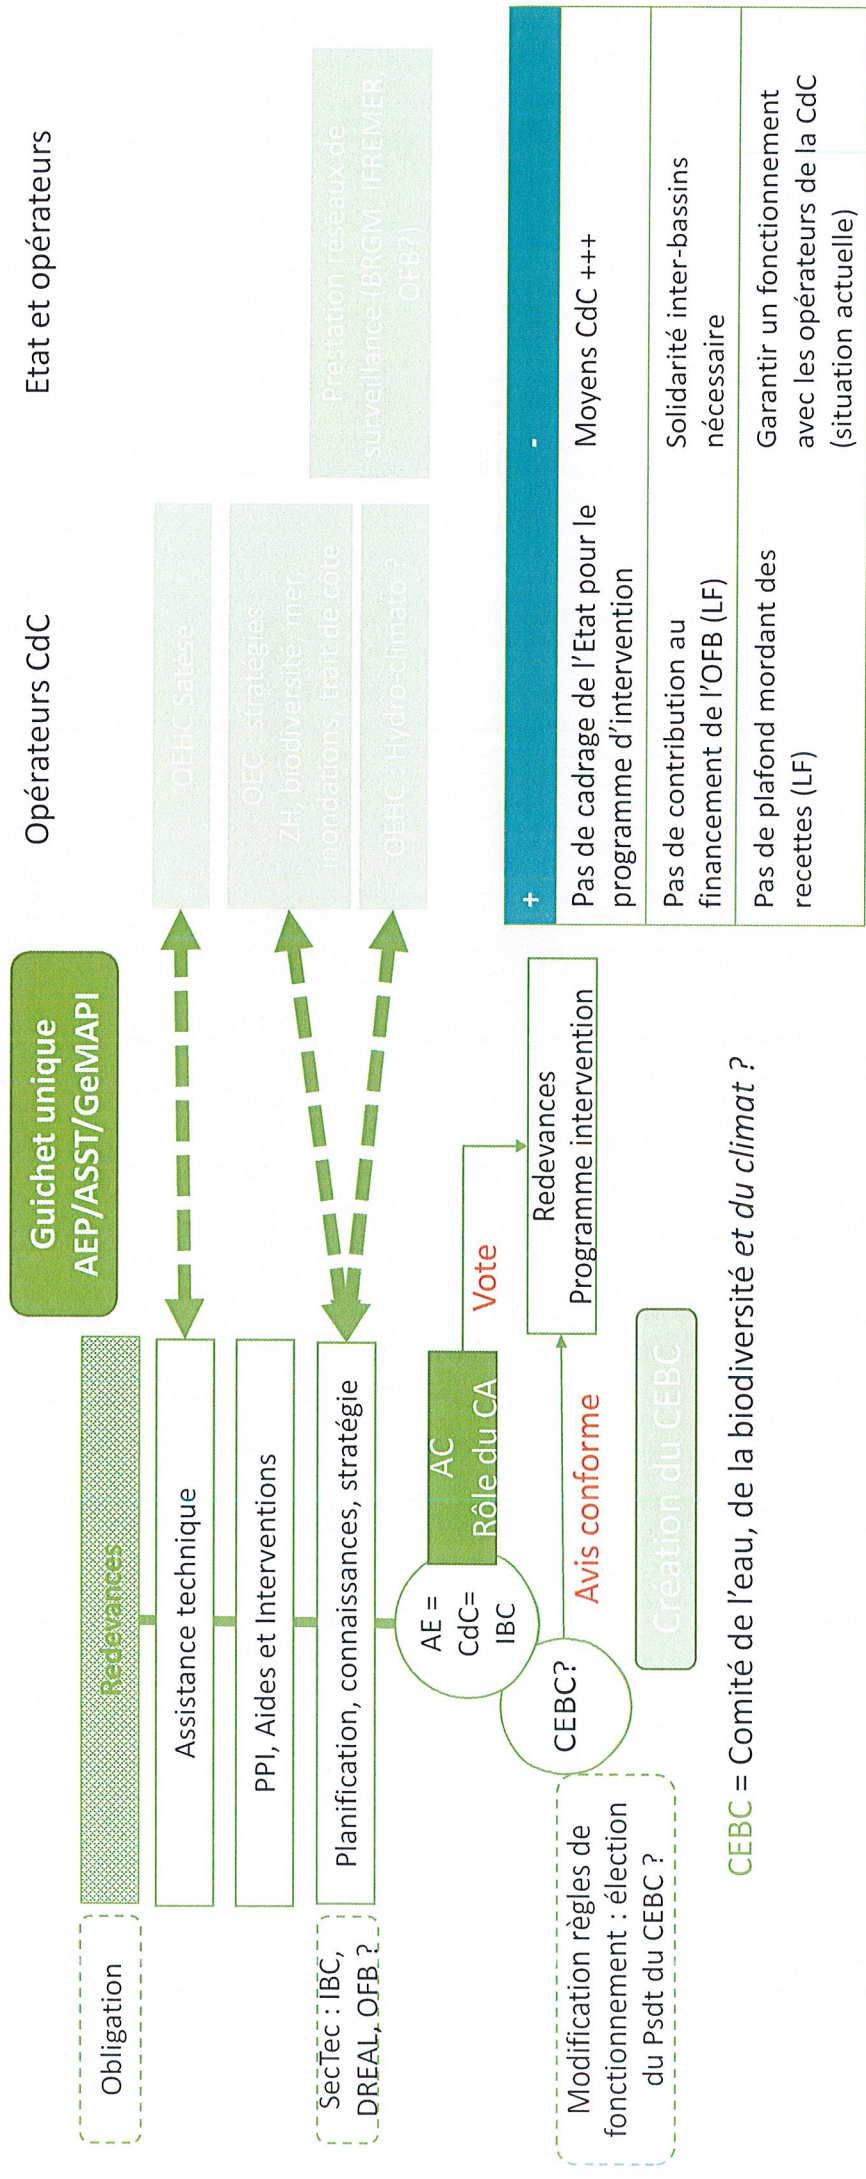 Guichet unique
AEP/ASST/GeMAPI
Opérateurs CdC
Etat et opérateurs
Obligation
Redevances
Assistance technique
OEHC Satese
PPI, Aides et Interventions
OEC : stratégies
ZH, biodiversité, mer,
inondations, trait de côte
Prestation réseaux de
surveillance (BRGM, IFREMER,
OFB?)
SecTec : IBC,
DREAL, OFB ?
Planification, connaissances, stratégie
OEHC : Hydro-climato ?
AE =
CdC=
IBC
AC
Rôle du CA
Vote
CEBC?
Avis conforme
Redevances
Programme intervention
Modification règles de
fonctionnement : élection
du Psdt du CEBC ?
Création du CEBC
CEBC = Comité de l'eau, de la biodiversité et du climat ?
+
-
Pas de cadrage de l'Etat pour le
programme d'intervention
Moyens CdC +++
Pas de contribution au
financement de l'OFB (LF)
Solidarité inter-bassins
nécessaire
Pas de plafond mordant des
recettes (LF)
Garantir un fonctionnement
avec les opérateurs de la CdC
(situation actuelle)